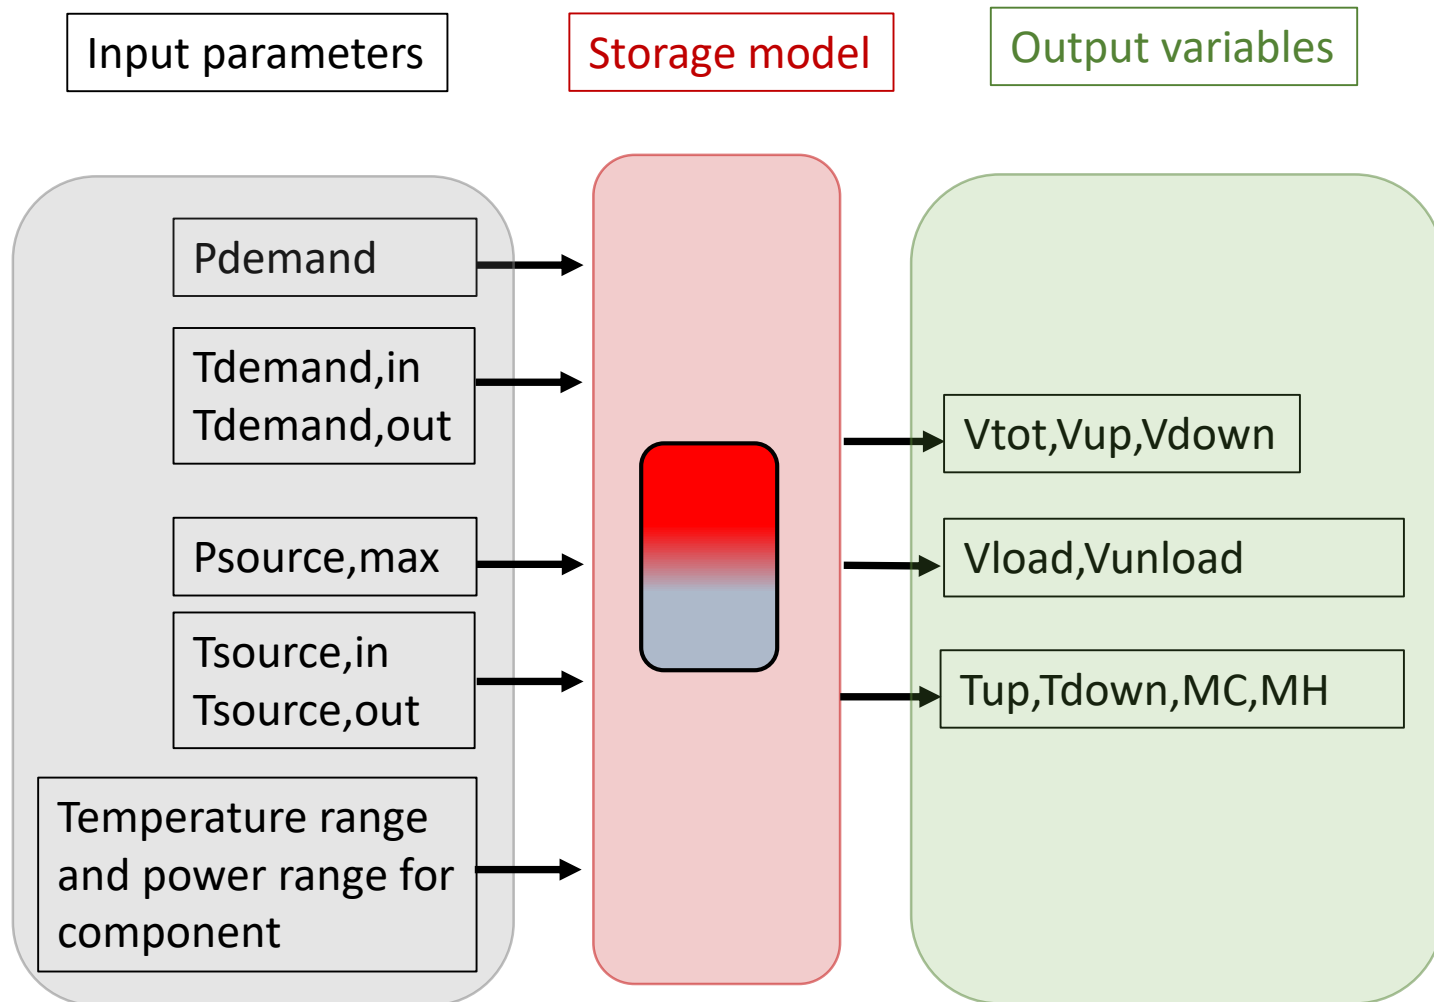 Input parameters
Storage model
Output variables
Pdemand
Tdemand,in
Tdemand,out
Psource,max
Tsource,in
Tsource,out
Temperature range
and power range for
component
Vtot,Vup,Vdown
Vload,Vunload
Tup,Tdown,MC,MH